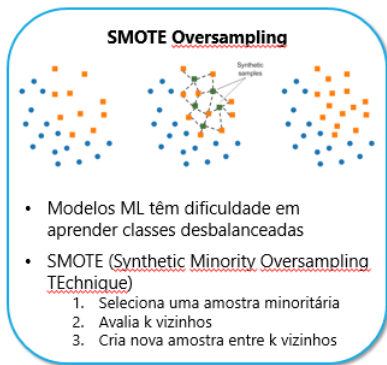 SMOTE Oversampling
Synthetic
samples
• Modelos ML têm dificuldade em
aprender classes desbalanceadas
• SMOTE (Synthetic Minority Oversampling
TEchnique)
1. Seleciona uma amostra minoritária
2. Avalia k vizinhos
3. Cria nova amostra entre k vizinhos